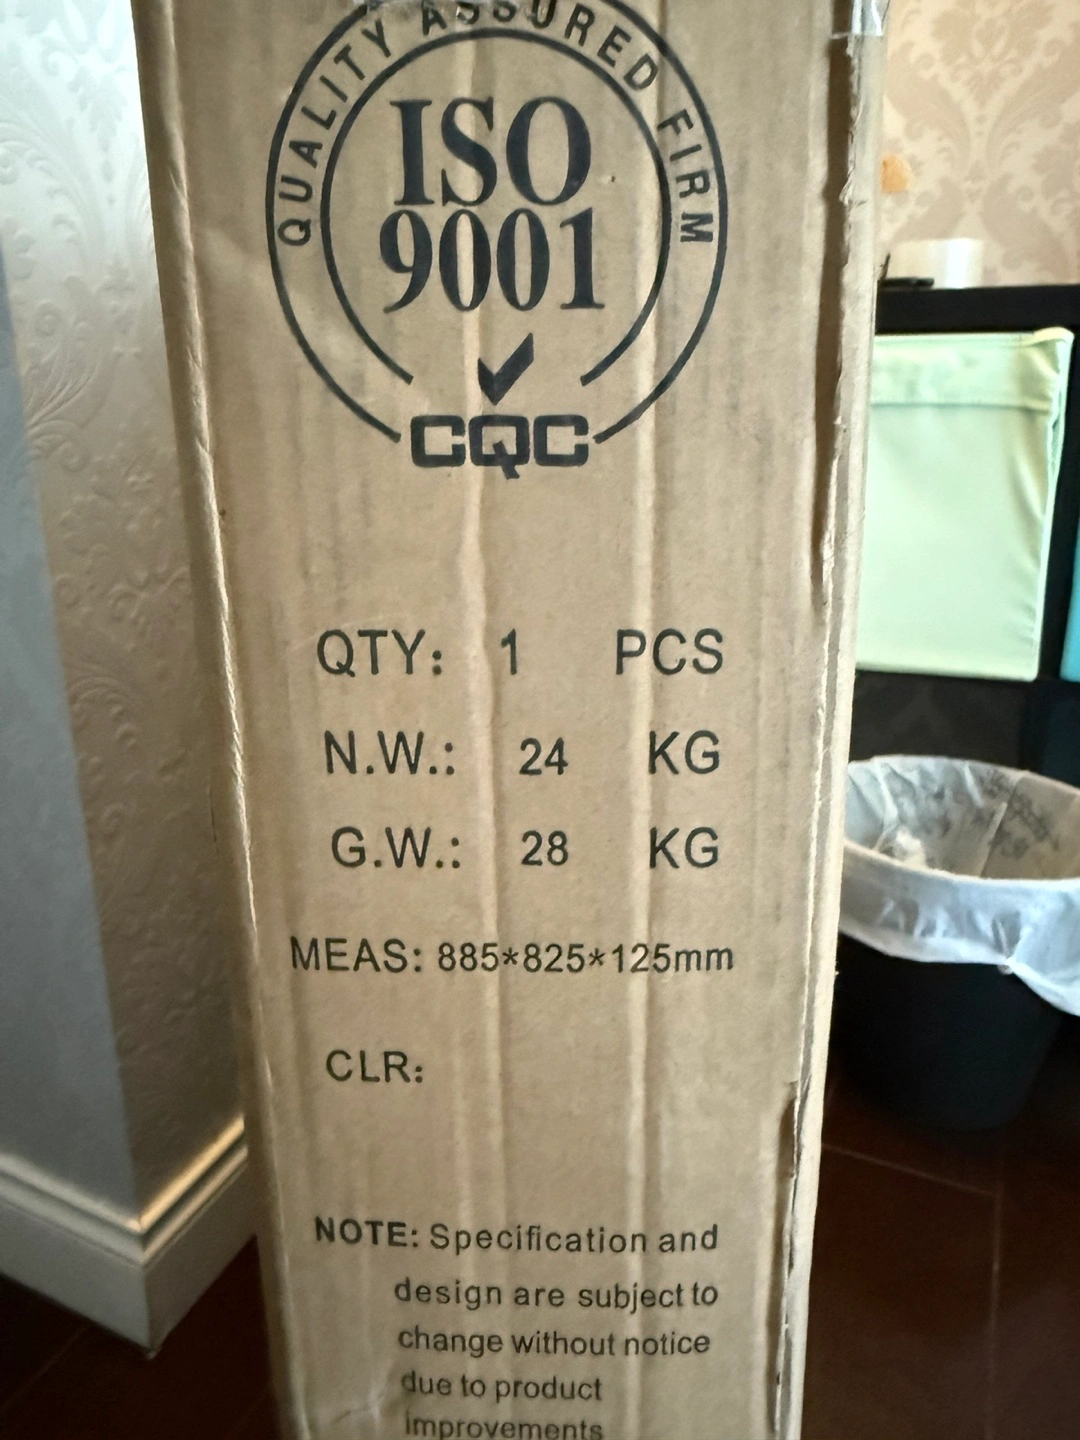 QUALITY ASSURED FIRM
ISO
9001
CQC
QTY: 1 PCS
N.W.: 24 KG
G.W.: 28 KG
MEAS: 885*825*125mm
CLR:
NOTE: Specification and
design are subject to
change without notice
due to product
improvements